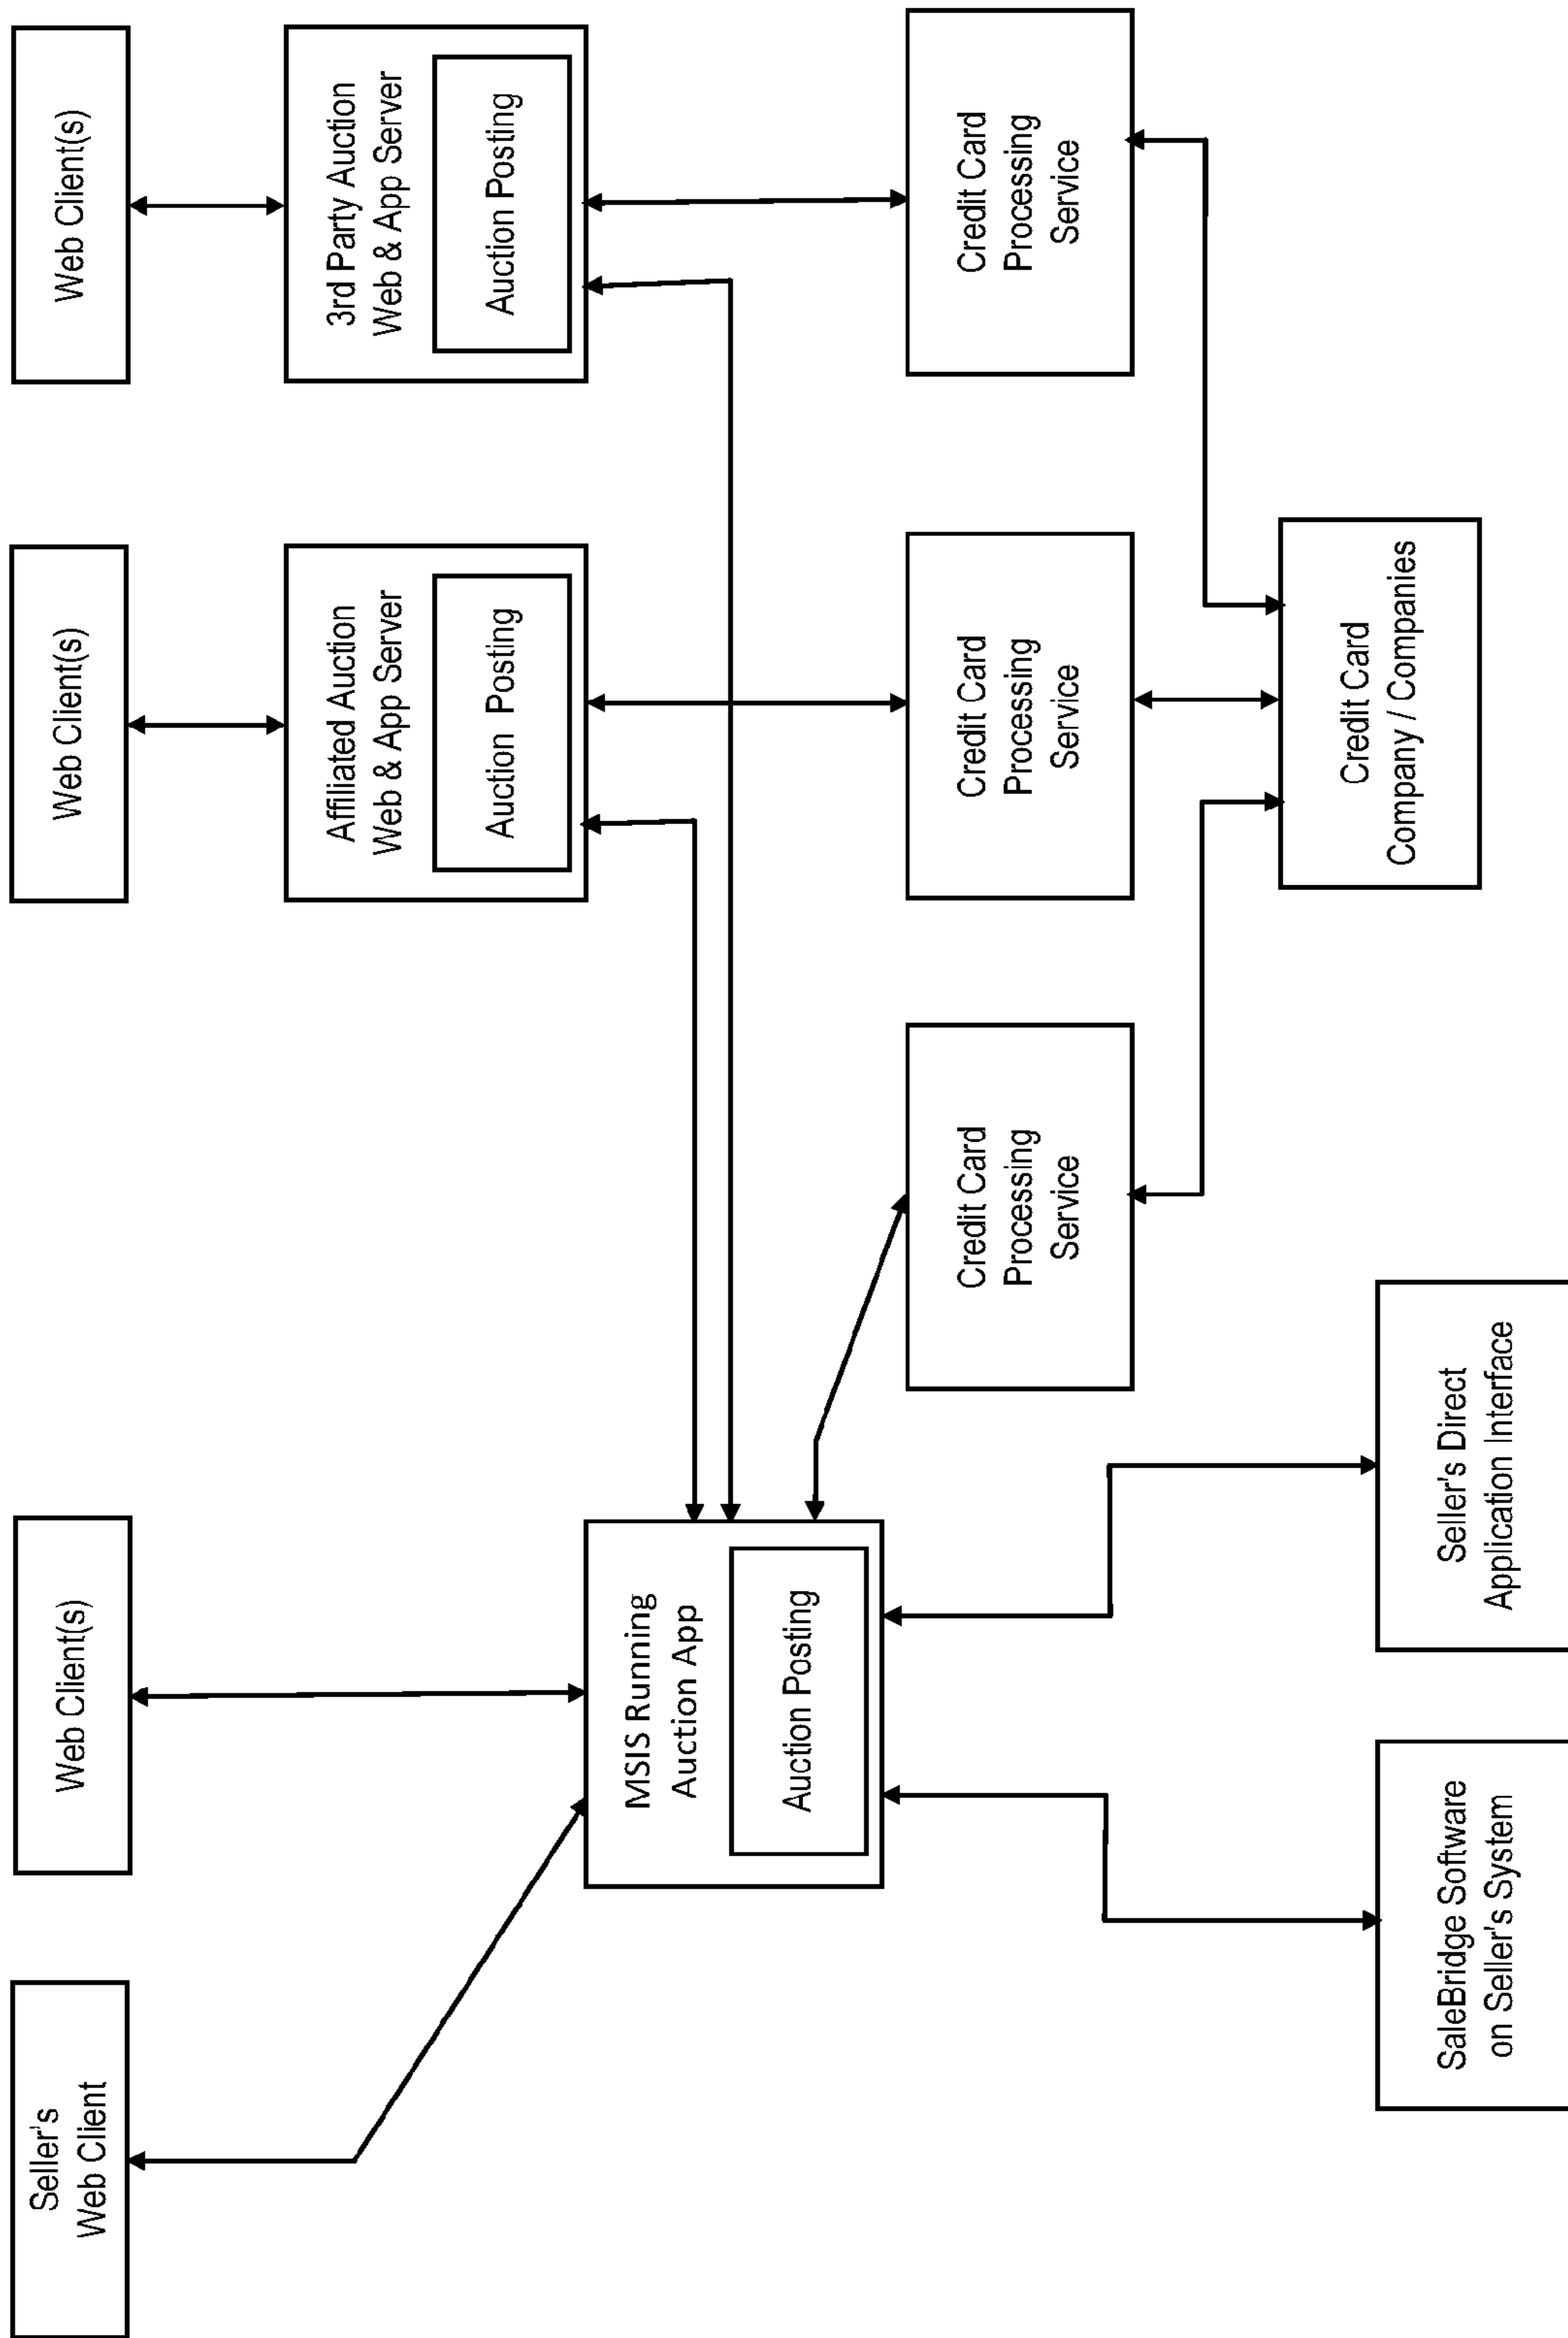 Seller's
Web Client
Web Client(s)
Web Client(s)
Web Client(s)
Affiliated Auction
Web & App Server
Auction  Posting
3rd Party Auction
Web & App Server
Auction Posting
MSIS Running
Auction App
Auction Posting
Credit Card
Processing
Service
Credit Card
Processing
Service
Credit Card
Processing
Service
SaleBridge Software
on Seller's System
Seller's Direct
Application Interface
Credit Card
Company / Companies